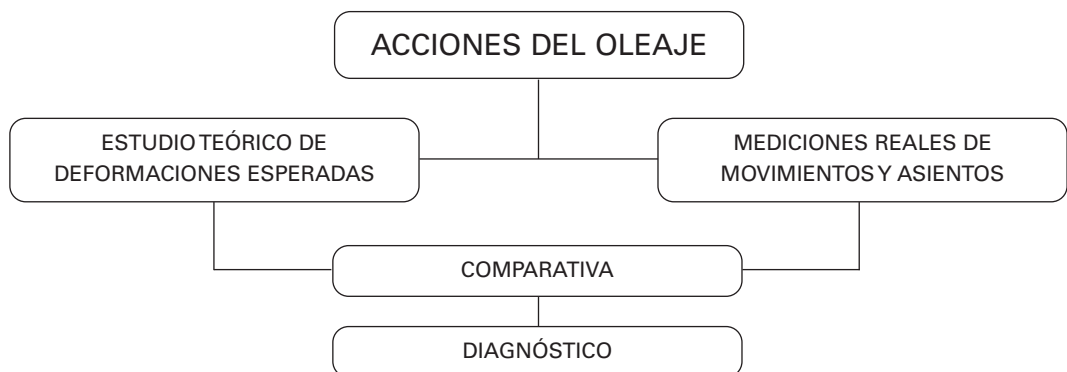 ACCIONES DEL OLEAJE
ESTUDIO TEÓRICO DE
DEFORMACIONES ESPERADAS
MEDICIONES REALES DE
MOVIMIENTOS Y ASIENTOS
COMPARATIVA
DIAGNÓSTICO